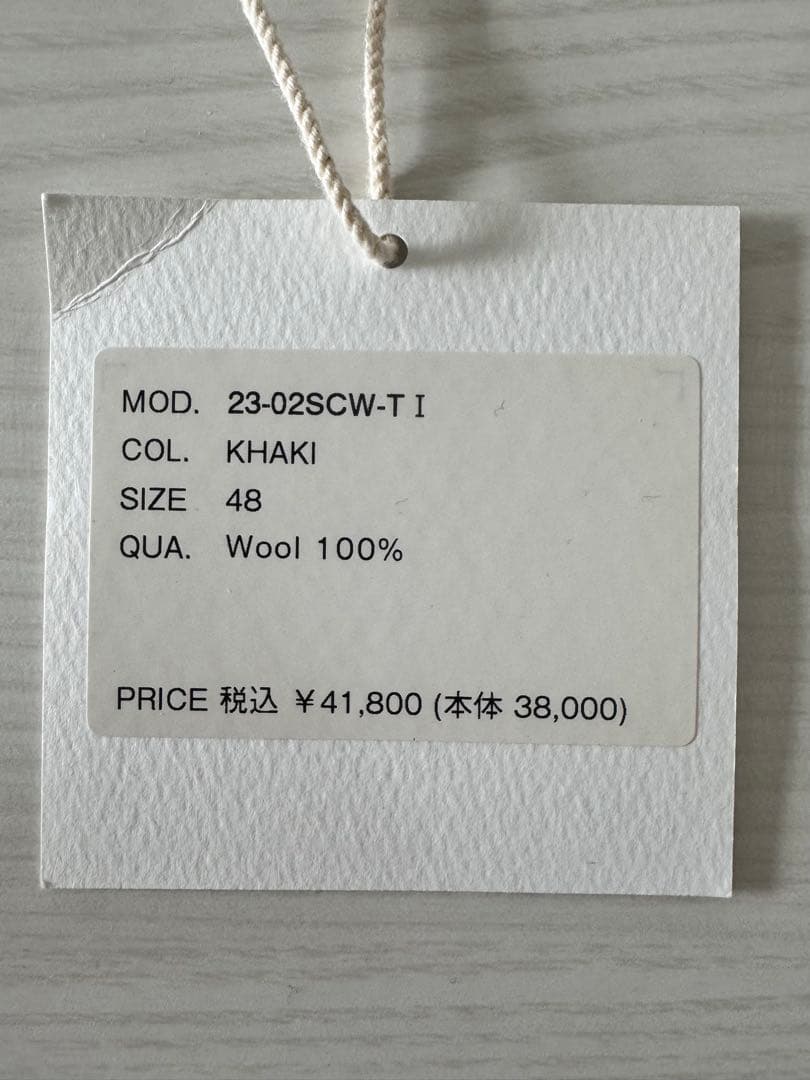 MOD. 23-02SCW-T I
COL. KHAKI
SIZE 48
QUA. Wool 100%
PRICE 税込 ¥41,800 (本体 38,000)